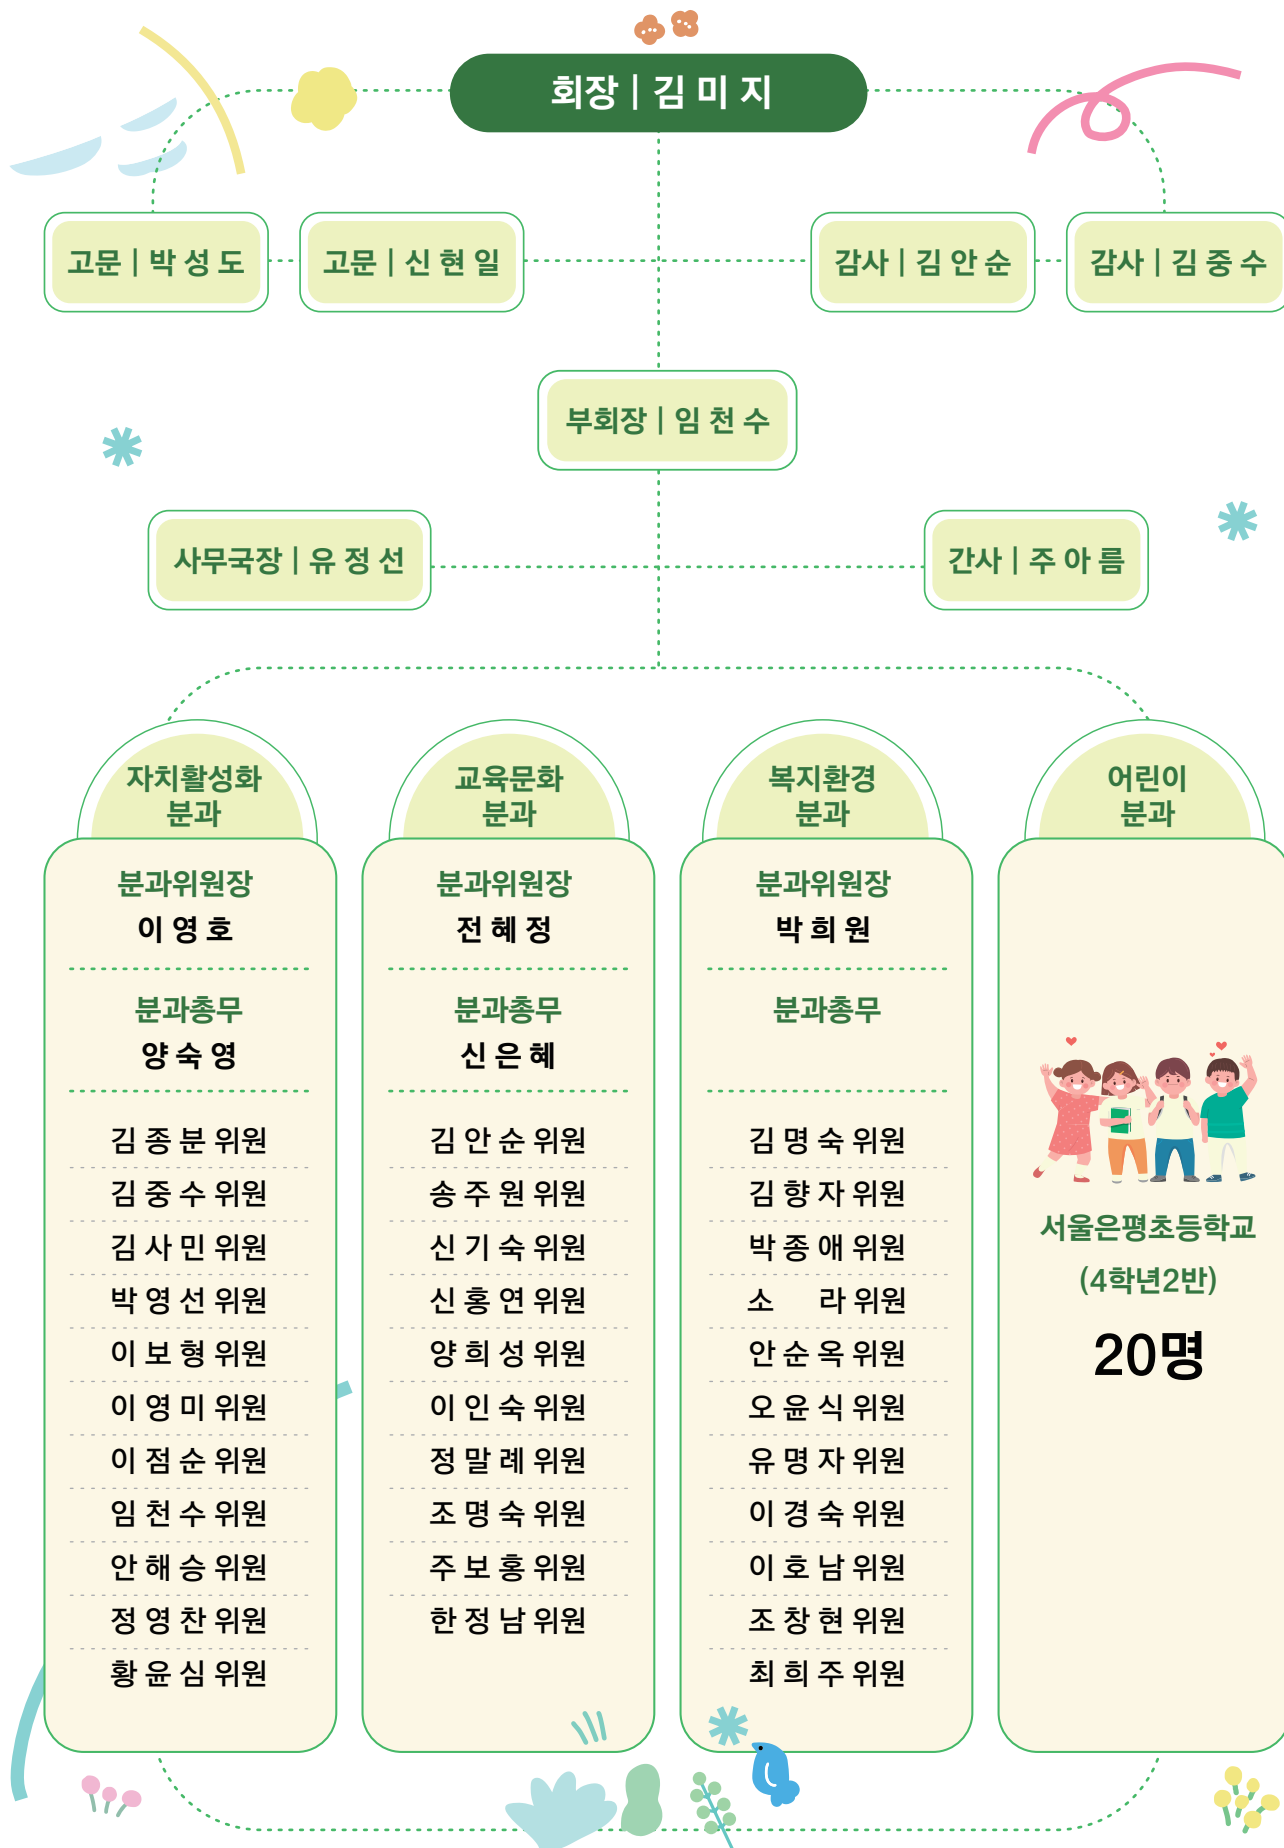 회장 | 김 미 지
고문 | 박 성 도
고문 | 신 현 일
감사 | 김 안 순
감사 | 김 중 수
부회장 | 임 천 수
사무국장 | 유 정 선
간사 | 주 아 름
자치활성화
분과
분과위원장
이 영 호
분과총무
양 숙 영
김 종 분 위원
김 중 수 위원
김 사 민 위원
박 영 선 위원
이 보 형 위원
이 영 미 위원
이 점 순 위원
임 천 수 위원
안 해 승 위원
정 영 찬 위원
황 윤 심 위원
교육문화
분과
분과위원장
전 혜 정
분과총무
신 은 혜
김 안 순 위원
송 주 원 위원
신 기 숙 위원
신 홍 연 위원
양 희 성 위원
이 인 숙 위원
정 말 례 위원
조 명 숙 위원
주 보 홍 위원
한 정 남 위원
복지환경
분과
분과위원장
박 희 원
분과총무
김 명 숙 위원
김 향 자 위원
박 종 애 위원
소 라 위원
안 순 옥 위원
오 윤 식 위원
유 명 자 위원
이 경 숙 위원
이 호 남 위원
조 창 현 위원
최 희 주 위원
어린이
분과
서울은평초등학교
(4학년2반)
20명